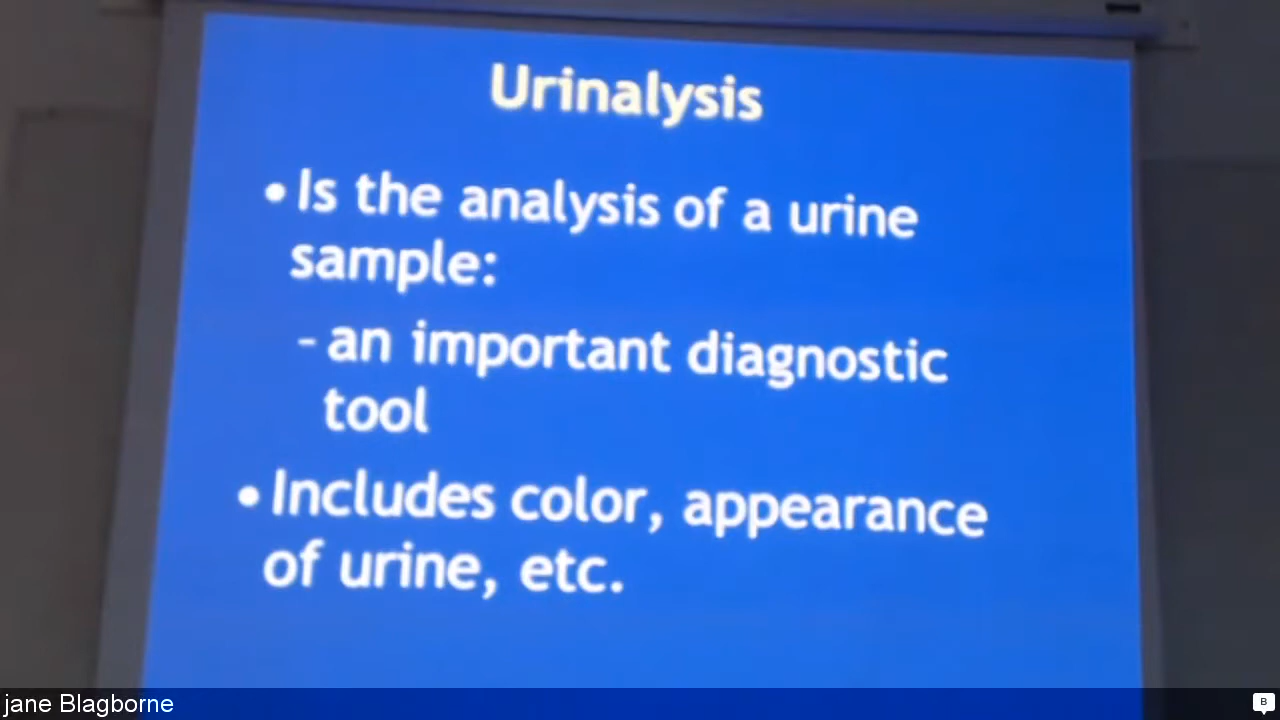 Urinalysis
• Is the analysis of a urine
sample:
- an important diagnostic
tool
• Includes color, appearance
of urine, etc.
jane Blagborne
B